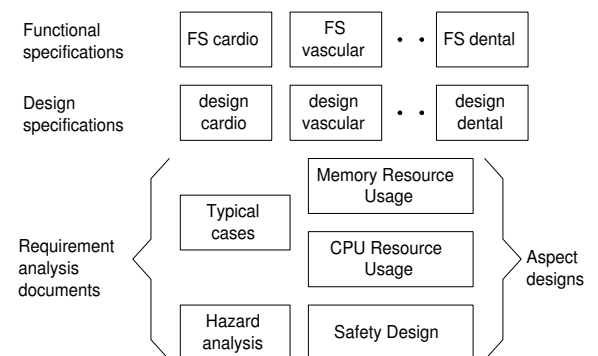 Functional
specifications
FS cardio
FS
vascular
FS dental
Design
specifications
design
cardio
design
vascular
design
dental
Requirement
analysis
documents
Typical
cases
Memory Resource
Usage
CPU Resource
Usage
Hazard
analysis
Safety Design
Aspect
designs